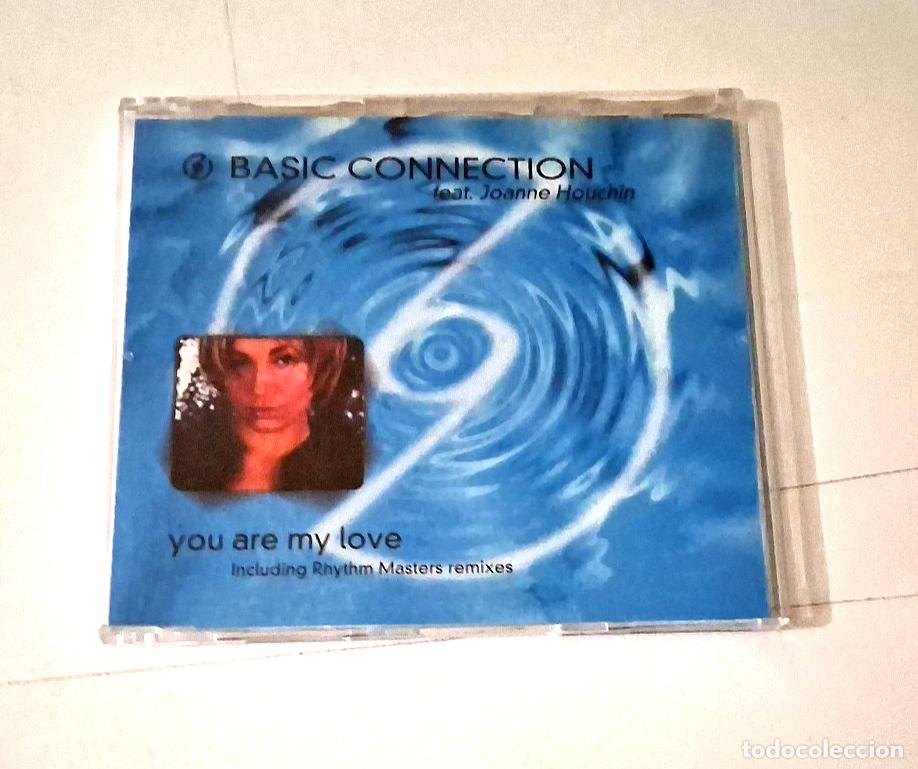 BASIC CONNECTION
feat. Joanne Houchin
you are my love
Including Rhythm Masters remixes
todocoleccion